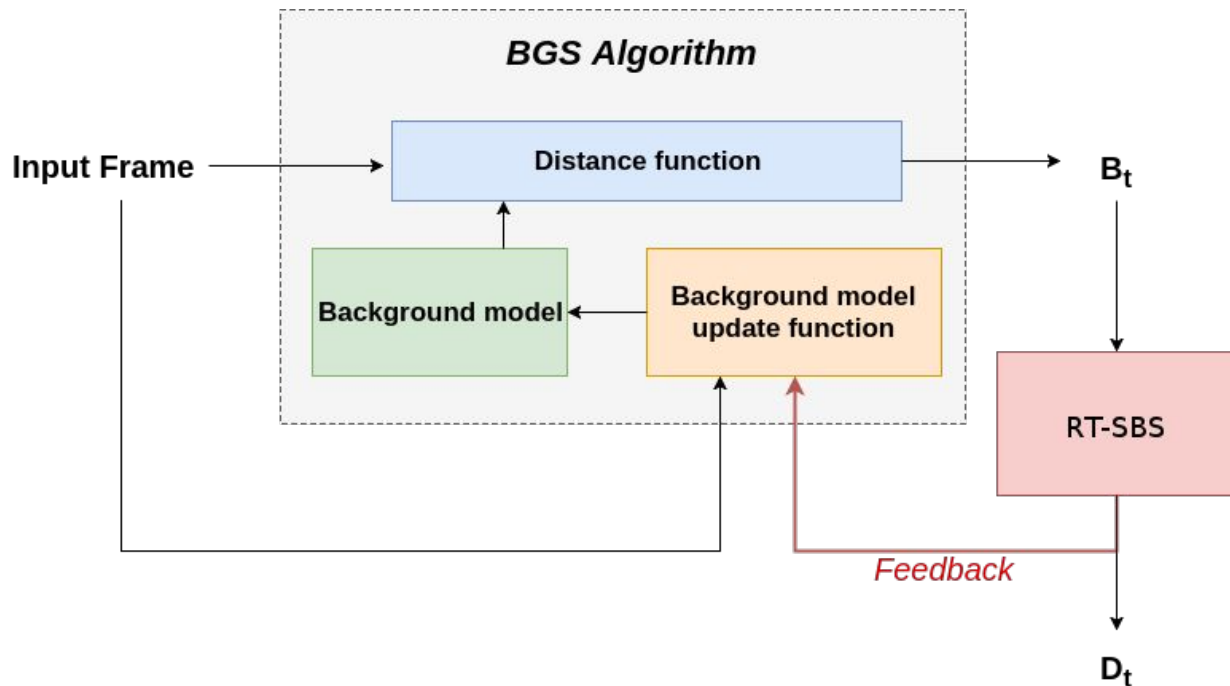 BGS Algorithm
Input Frame
Distance function
Bₜ
Background model
Background model
update function
RT-SBS
Feedback
Dₜ